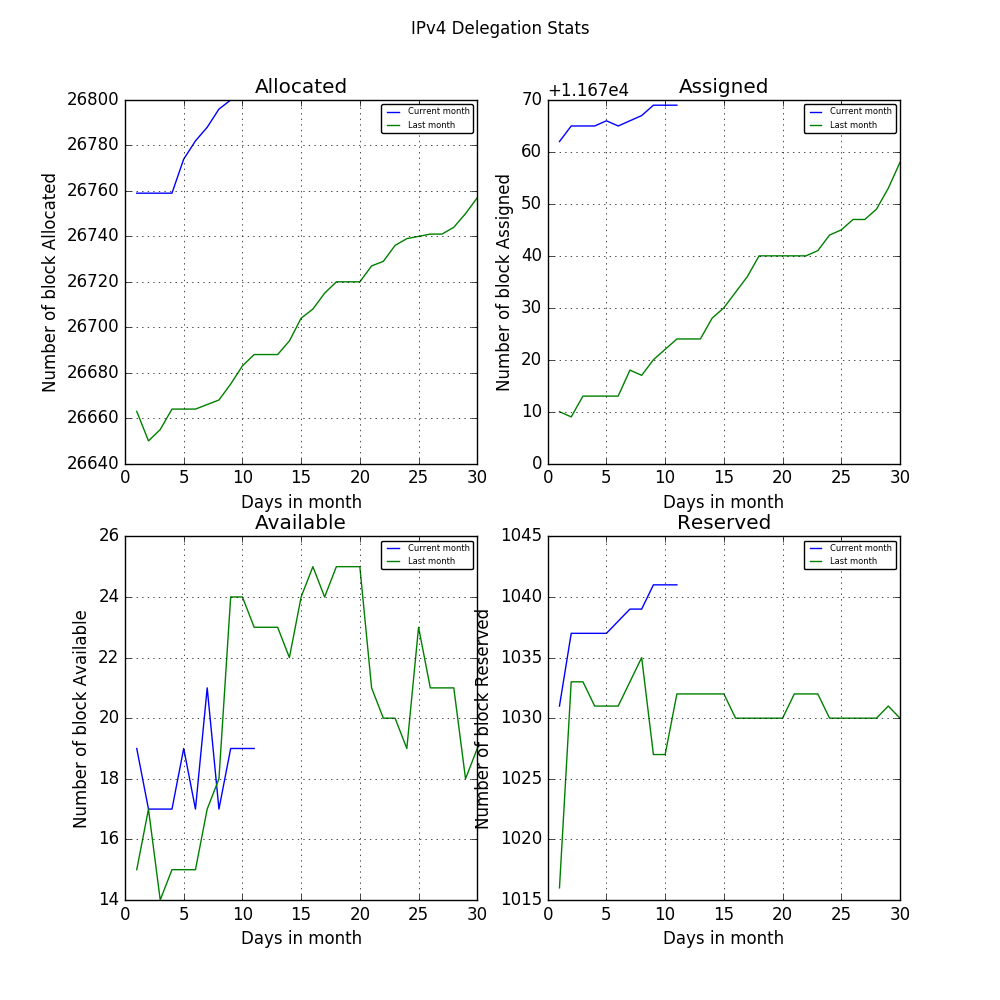 IPv4 Delegation Stats
Allocated
Number of block Allocated
26800
26780
26760
26740
26720
26700
26680
26660
26640
Current month
Last month
0 5 10 15 20 25 30
Days in month
Assigned
+1.167e4
Number of block Assigned
70
60
50
40
30
20
10
0
Current month
Last month
0 5 10 15 20 25 30
Days in month
Available
Number of block Available
26
24
22
20
18
16
14
Current month
Last month
0 5 10 15 20 25 30
Days in month
Reserved
Number of block Reserved
1045
1040
1035
1030
1025
1020
1015
Current month
Last month
0 5 10 15 20 25 30
Days in month